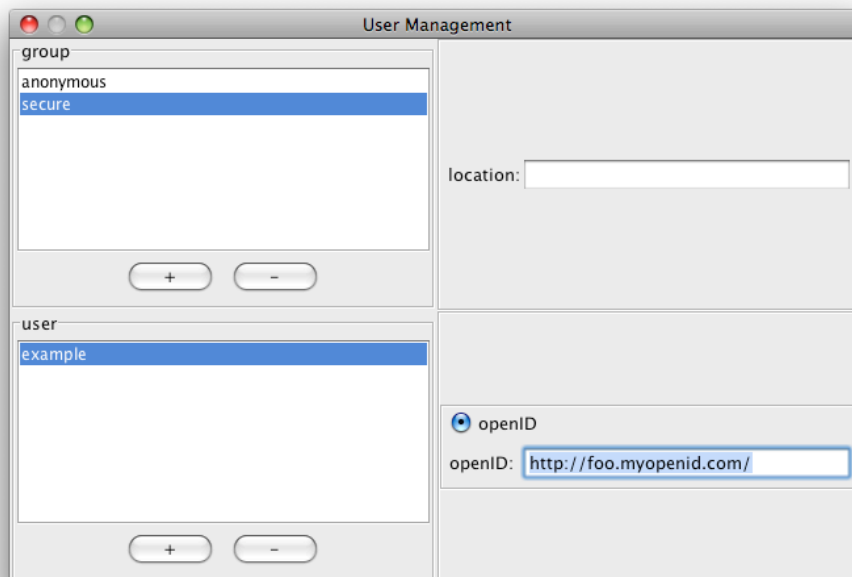 User Management
group
anonymous
secure
location:
+ -
user
example
openID
openID: http://foo.myopenid.com/
+ -